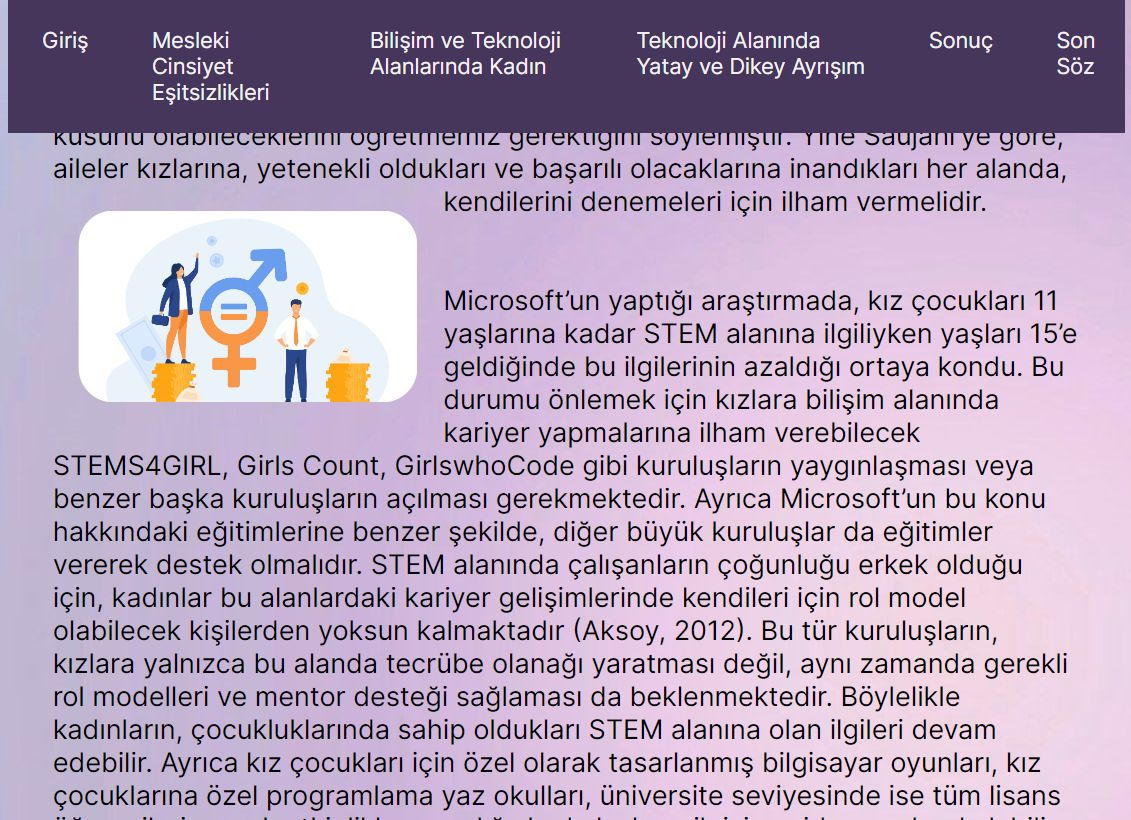 Giriş
Mesleki
Cinsiyet
Eşitsizlikleri
Bilişim ve Teknoloji
Alanlarında Kadın
Teknoloji Alanında
Yatay ve Dikey Ayrışım
Sonuç
Son
Söz
kusurlu olabileceklerini öğretmemiz gerektiğini söylemiştir. Yine Saujani'ye göre,
aileler kızlarına, yetenekli oldukları ve başarılı olacaklarına inandıkları her alanda,
kendilerini denemeleri için ilham vermelidir.
Microsoft’un yaptığı araştırmada, kız çocukları 11
yaşlarına kadar STEM alanına ilgiliyken yaşları 15’e
geldiğinde bu ilgilerinin azaldığı ortaya kondu. Bu
durumu önlemek için kızlara bilişim alanında
kariyer yapmalarına ilham verebilecek
STEMS4GIRL, Girls Count, GirlswhoCode gibi kuruluşların yaygınlaşması veya
benzer başka kuruluşların açılması gerekmektedir. Ayrıca Microsoft’un bu konu
hakkındaki eğitimlerine benzer şekilde, diğer büyük kuruluşlar da eğitimler
vererek destek olmalıdır. STEM alanında çalışanların çoğunluğu erkek olduğu
için, kadınlar bu alanlardaki kariyer gelişimlerinde kendileri için rol model
olabilecek kişilerden yoksun kalmaktadır (Aksoy, 2012). Bu tür kuruluşların,
kızlara yalnızca bu alanda tecrübe olanağı yaratması değil, aynı zamanda gerekli
rol modelleri ve mentor desteği sağlaması da beklenmektedir. Böylelikle
kadınların, çocukluklarında sahip oldukları STEM alanına olan ilgileri devam
edebilir. Ayrıca kız çocukları için özel olarak tasarlanmış bilgisayar oyunları, kız
çocuklarına özel programlama yaz okulları, üniversite seviyesinde ise tüm lisans